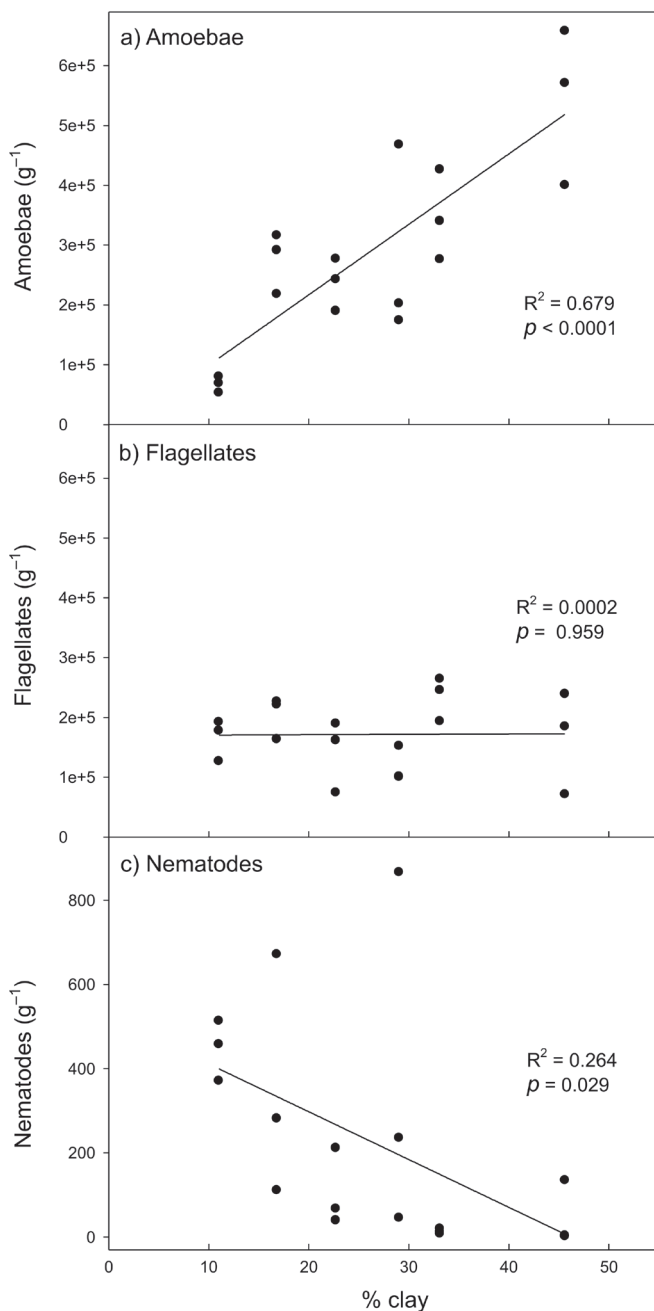 a) Amoebae
6e+5
5e+5
4e+5
3e+5
2e+5
1e+5
0
Amoebae (g⁻¹)
R² = 0.679
p < 0.0001
b) Flagellates
6e+5
5e+5
4e+5
3e+5
2e+5
1e+5
0
Flagellates (g⁻¹)
R² = 0.0002
p = 0.959
c) Nematodes
800
600
400
200
0
Nematodes (g⁻¹)
R² = 0.264
p = 0.029
0 10 20 30 40 50
% clay